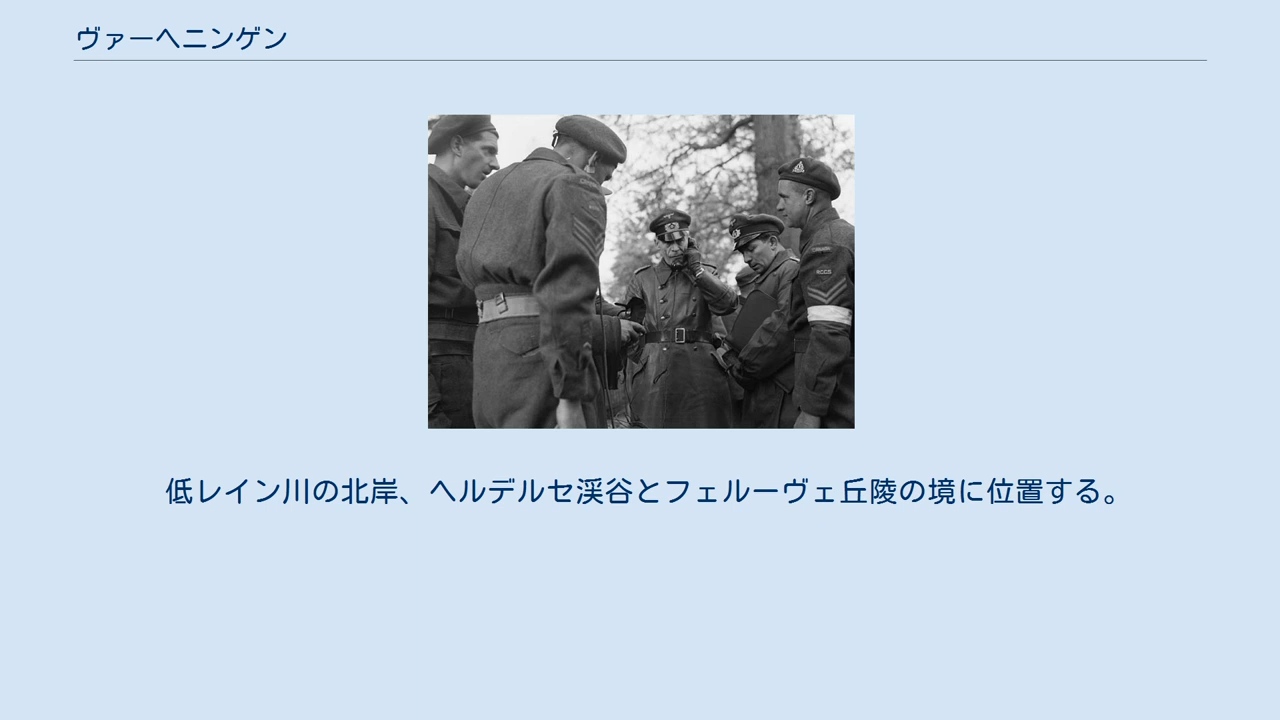 ヴァーヘニンゲン
RCCS
低レイン川の北岸、ヘルデルセ渓谷とフェルーヴェ丘陵の境に位置する。